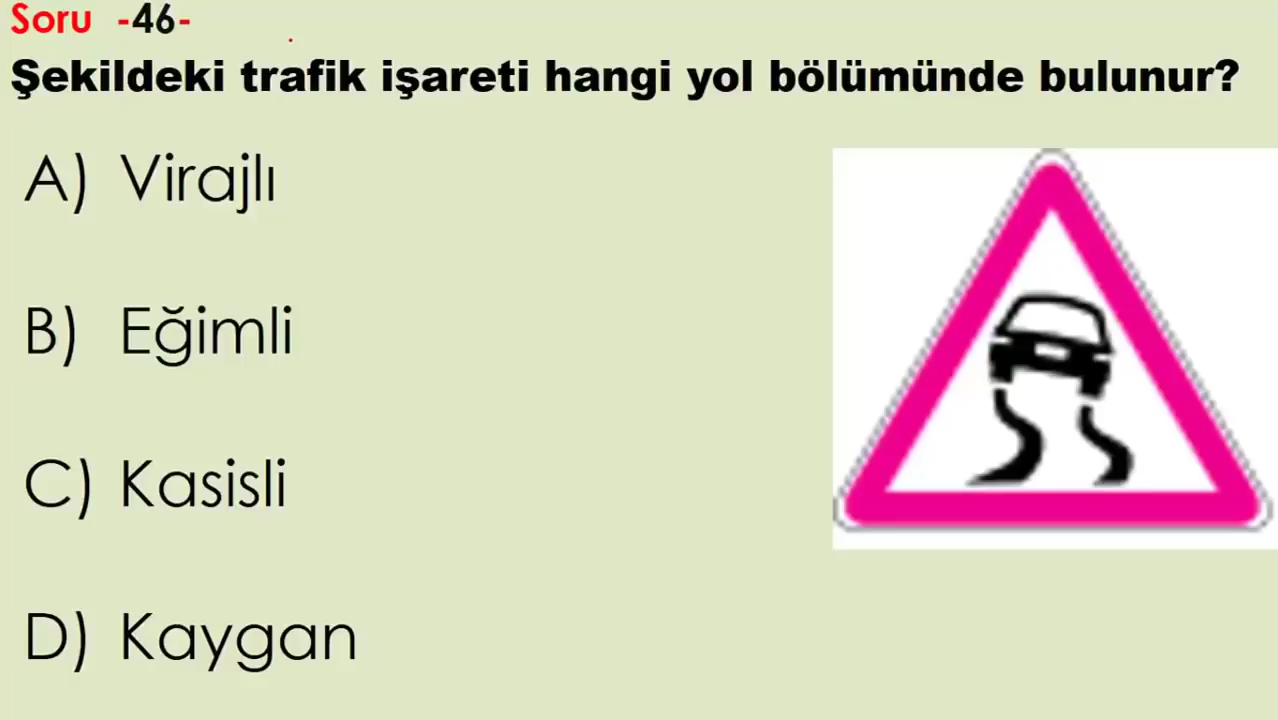 Soru -46-
Şekildeki trafik işareti hangi yol bölümünde bulunur?
A) Virajlı
B) Eğimli
C) Kasisli
D) Kaygan